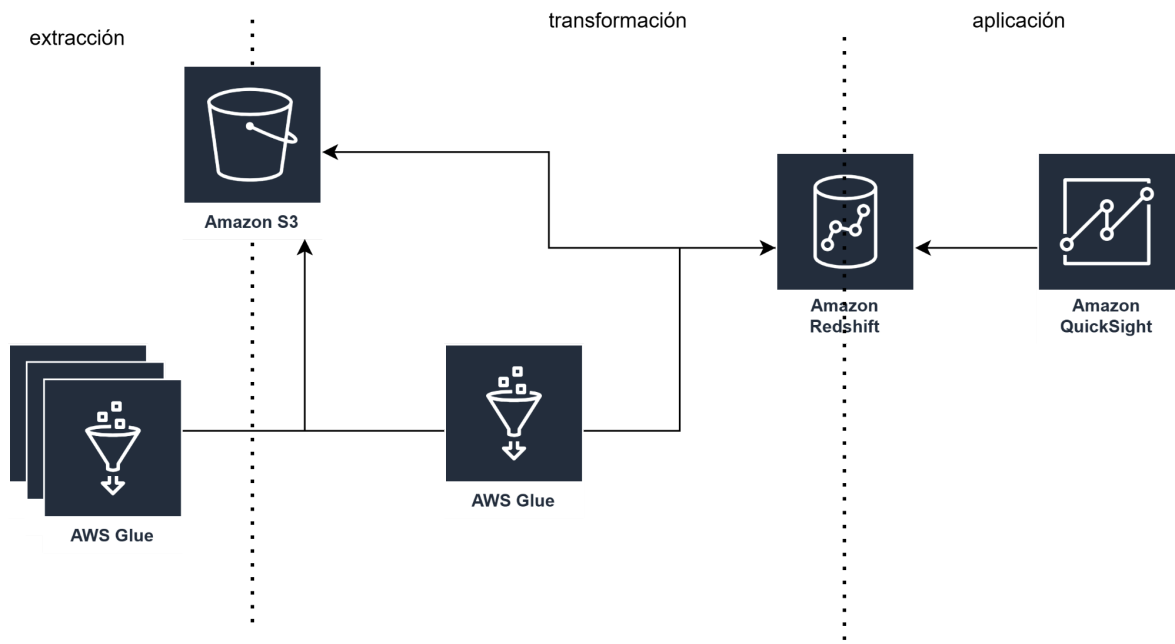 extracción
transformación
aplicación
Amazon S3
Amazon
Redshift
Amazon
QuickSight
AWS Glue
AWS Glue